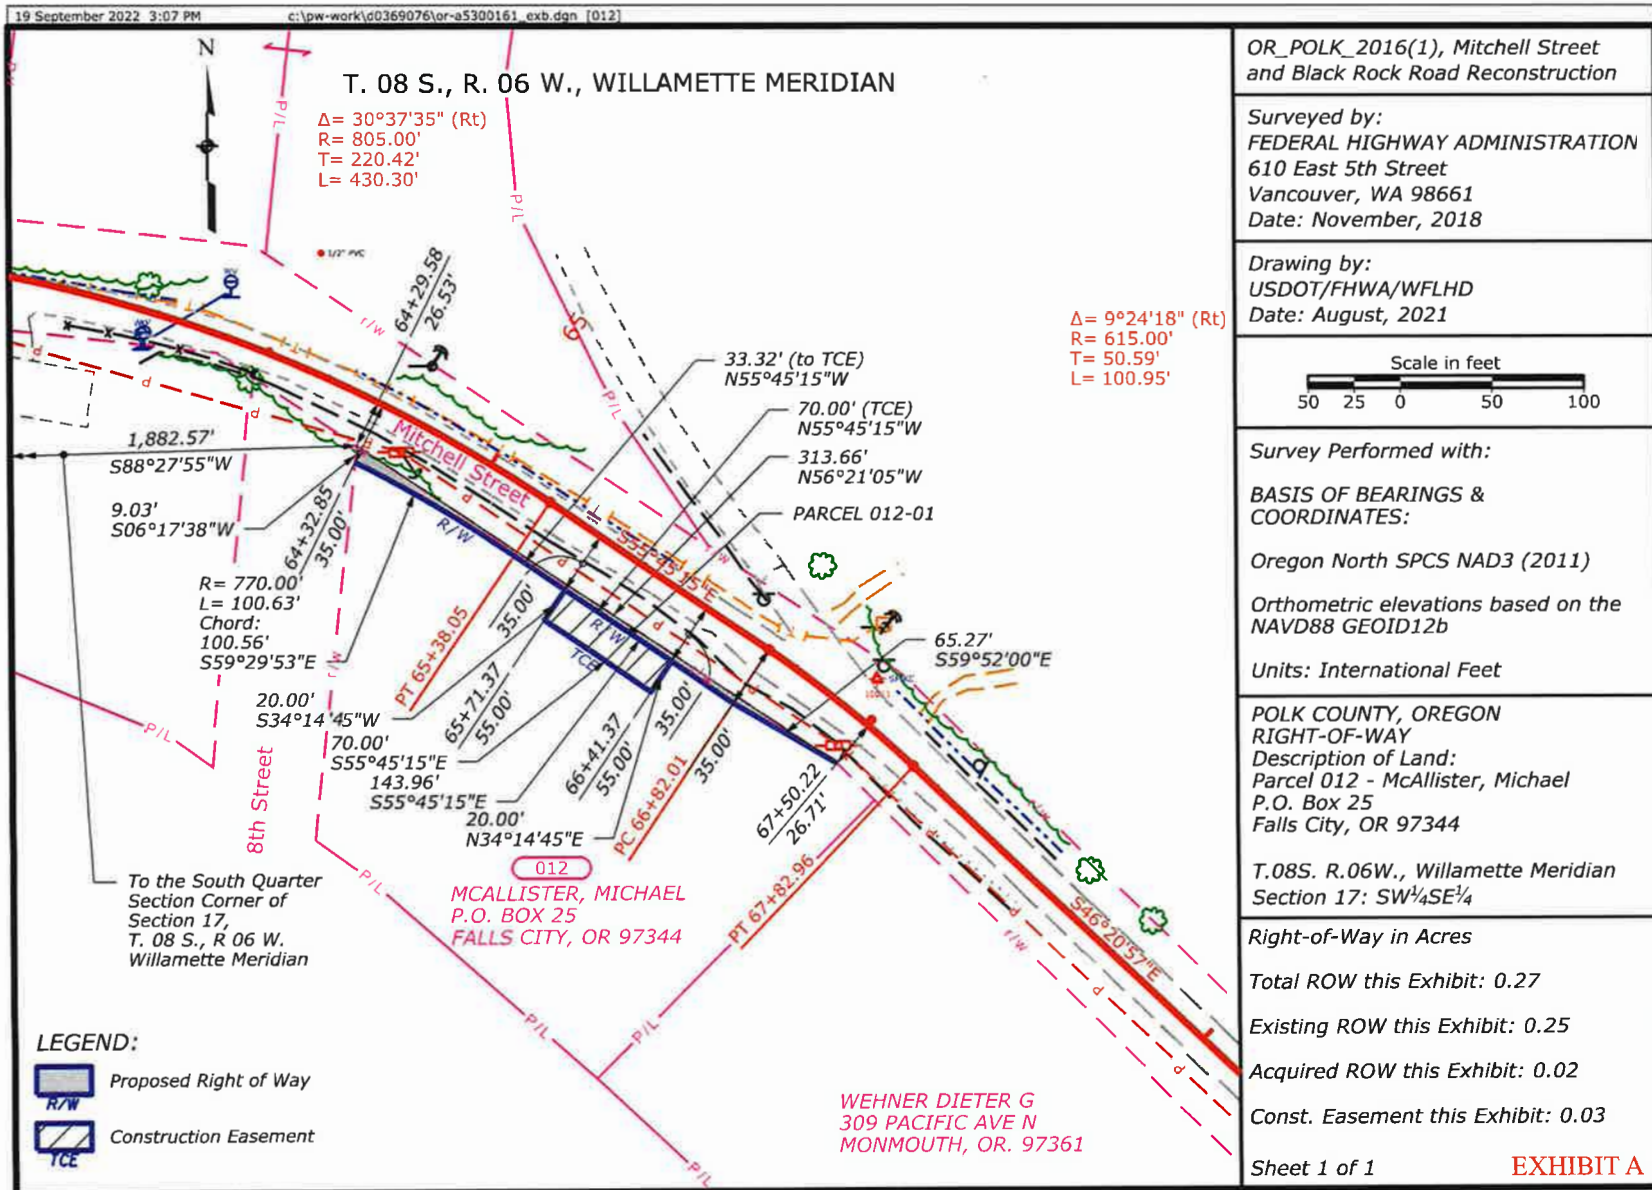 19 September 2022 3:07 PM
c:\pw-work\d0369076\or-a5300161_exb.dgn [012]
N
T. 08 S., R. 06 W., WILLAMETTE MERIDIAN
Δ= 30°37'35" (Rt)
R= 805.00'
T= 220.42'
L= 430.30'
P/L
P/L
P/L
1/2" PVC
r/w
64+29.58
26.53'
59
P/L
Δ= 9°24'18" (Rt)
R= 615.00'
T= 50.59'
L= 100.95'
33.32' (to TCE)
N55°45'15"W
70.00' (TCE)
N55°45'15"W
313.66'
N56°21'05"W
PARCEL 012-01
Mitchell Street
1,882.57'
S88°27'55"W
9.03'
S06°17'38"W
64+32.85
35.00'
R/W
S55°45'15"E
R= 770.00'
L= 100.63'
Chord:
100.56'
S59°29'53"E
r/w
r/w
PT 65+38.05
35.00'
R/W
TCE
65.27'
S59°52'00"E
20.00'
S34°14'45"W
65+71.37
55.00'
70.00'
S55°45'15"E
143.96'
S55°45'15"E
66+41.37
55.00'
35.00'
PC 66+82.01
35.00'
20.00'
N34°14'45"E
67+50.22
26.71'
P/L
8th Street
P/L
012
MCALLISTER, MICHAEL
P.O. BOX 25
FALLS CITY, OR 97344
PT 67+82.96
S46°20'57"E
r/w
r/w
To the South Quarter
Section Corner of
Section 17,
T. 08 S., R 06 W.
Willamette Meridian
P/L
P/L
P/L
WEHNER DIETER G
309 PACIFIC AVE N
MONMOUTH, OR. 97361
LEGEND:
R/W
Proposed Right of Way
TCE
Construction Easement
OR_POLK_2016(1), Mitchell Street
and Black Rock Road Reconstruction
Surveyed by:
FEDERAL HIGHWAY ADMINISTRATION
610 East 5th Street
Vancouver, WA 98661
Date: November, 2018
Drawing by:
USDOT/FHWA/WFLHD
Date: August, 2021
Scale in feet
50 25 0 50 100
Survey Performed with:
BASIS OF BEARINGS &
COORDINATES:
Oregon North SPCS NAD3 (2011)
Orthometric elevations based on the
NAVD88 GEOID12b
Units: International Feet
POLK COUNTY, OREGON
RIGHT-OF-WAY
Description of Land:
Parcel 012 - McAllister, Michael
P.O. Box 25
Falls City, OR 97344
T.08S. R.06W., Willamette Meridian
Section 17: SW¼SE¼
Right-of-Way in Acres
Total ROW this Exhibit: 0.27
Existing ROW this Exhibit: 0.25
Acquired ROW this Exhibit: 0.02
Const. Easement this Exhibit: 0.03
Sheet 1 of 1
EXHIBIT A